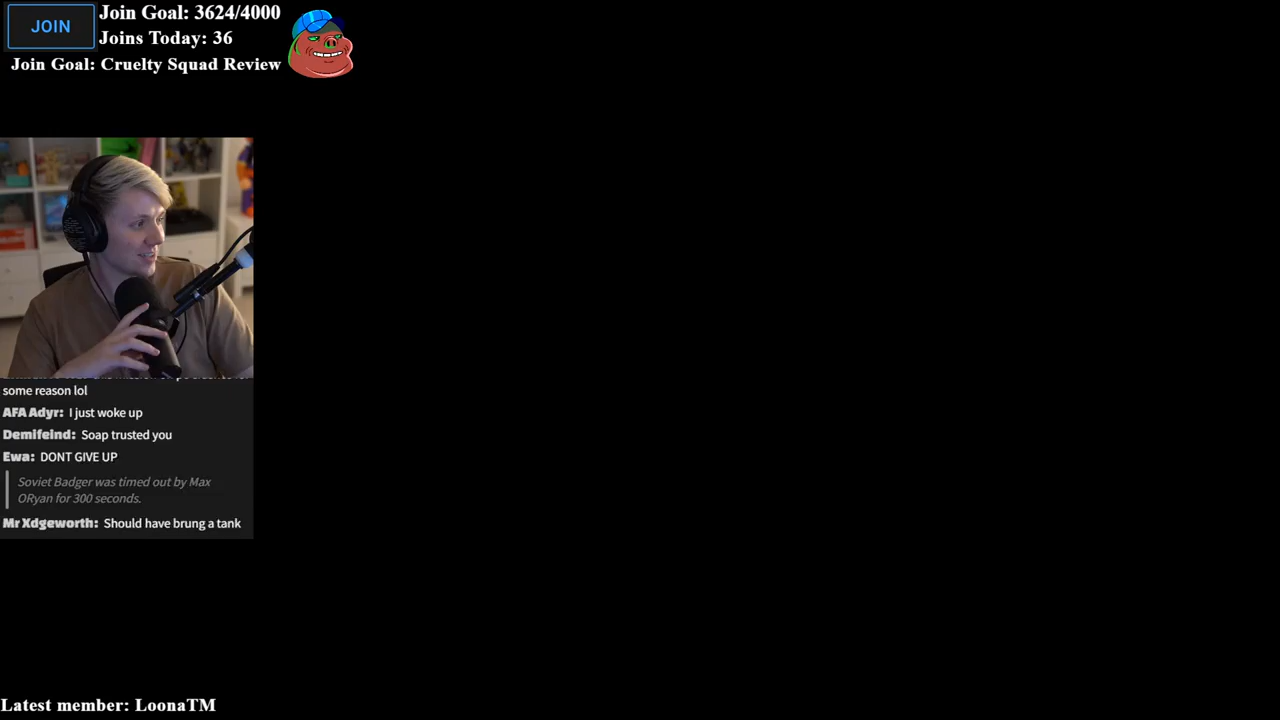 JOIN
Join Goal: 3624/4000
Joins Today: 36
Join Goal: Cruelty Squad Review
some reason lol
AFA Adyr: I just woke up
Demifeind: Soap trusted you
Ewa: DONT GIVE UP
Soviet Badger was timed out by Max
ORyan for 300 seconds.
Mr Xdgeworth: Should have brung a tank
Latest member: LoonaTM